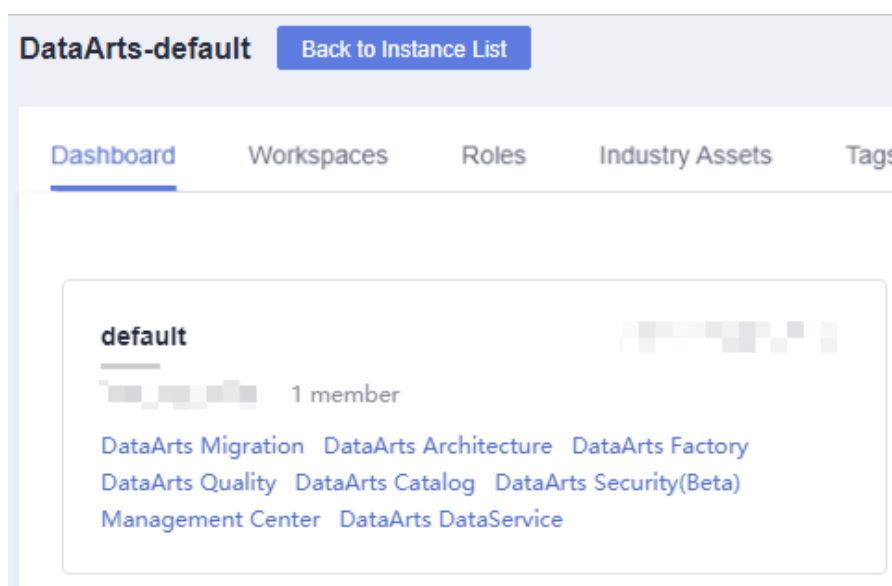 DataArts-default Back to Instance List
Dashboard Workspaces Roles Industry Assets Tags
default
1 member
DataArts Migration DataArts Architecture DataArts Factory
DataArts Quality DataArts Catalog DataArts Security(Beta)
Management Center DataArts DataService